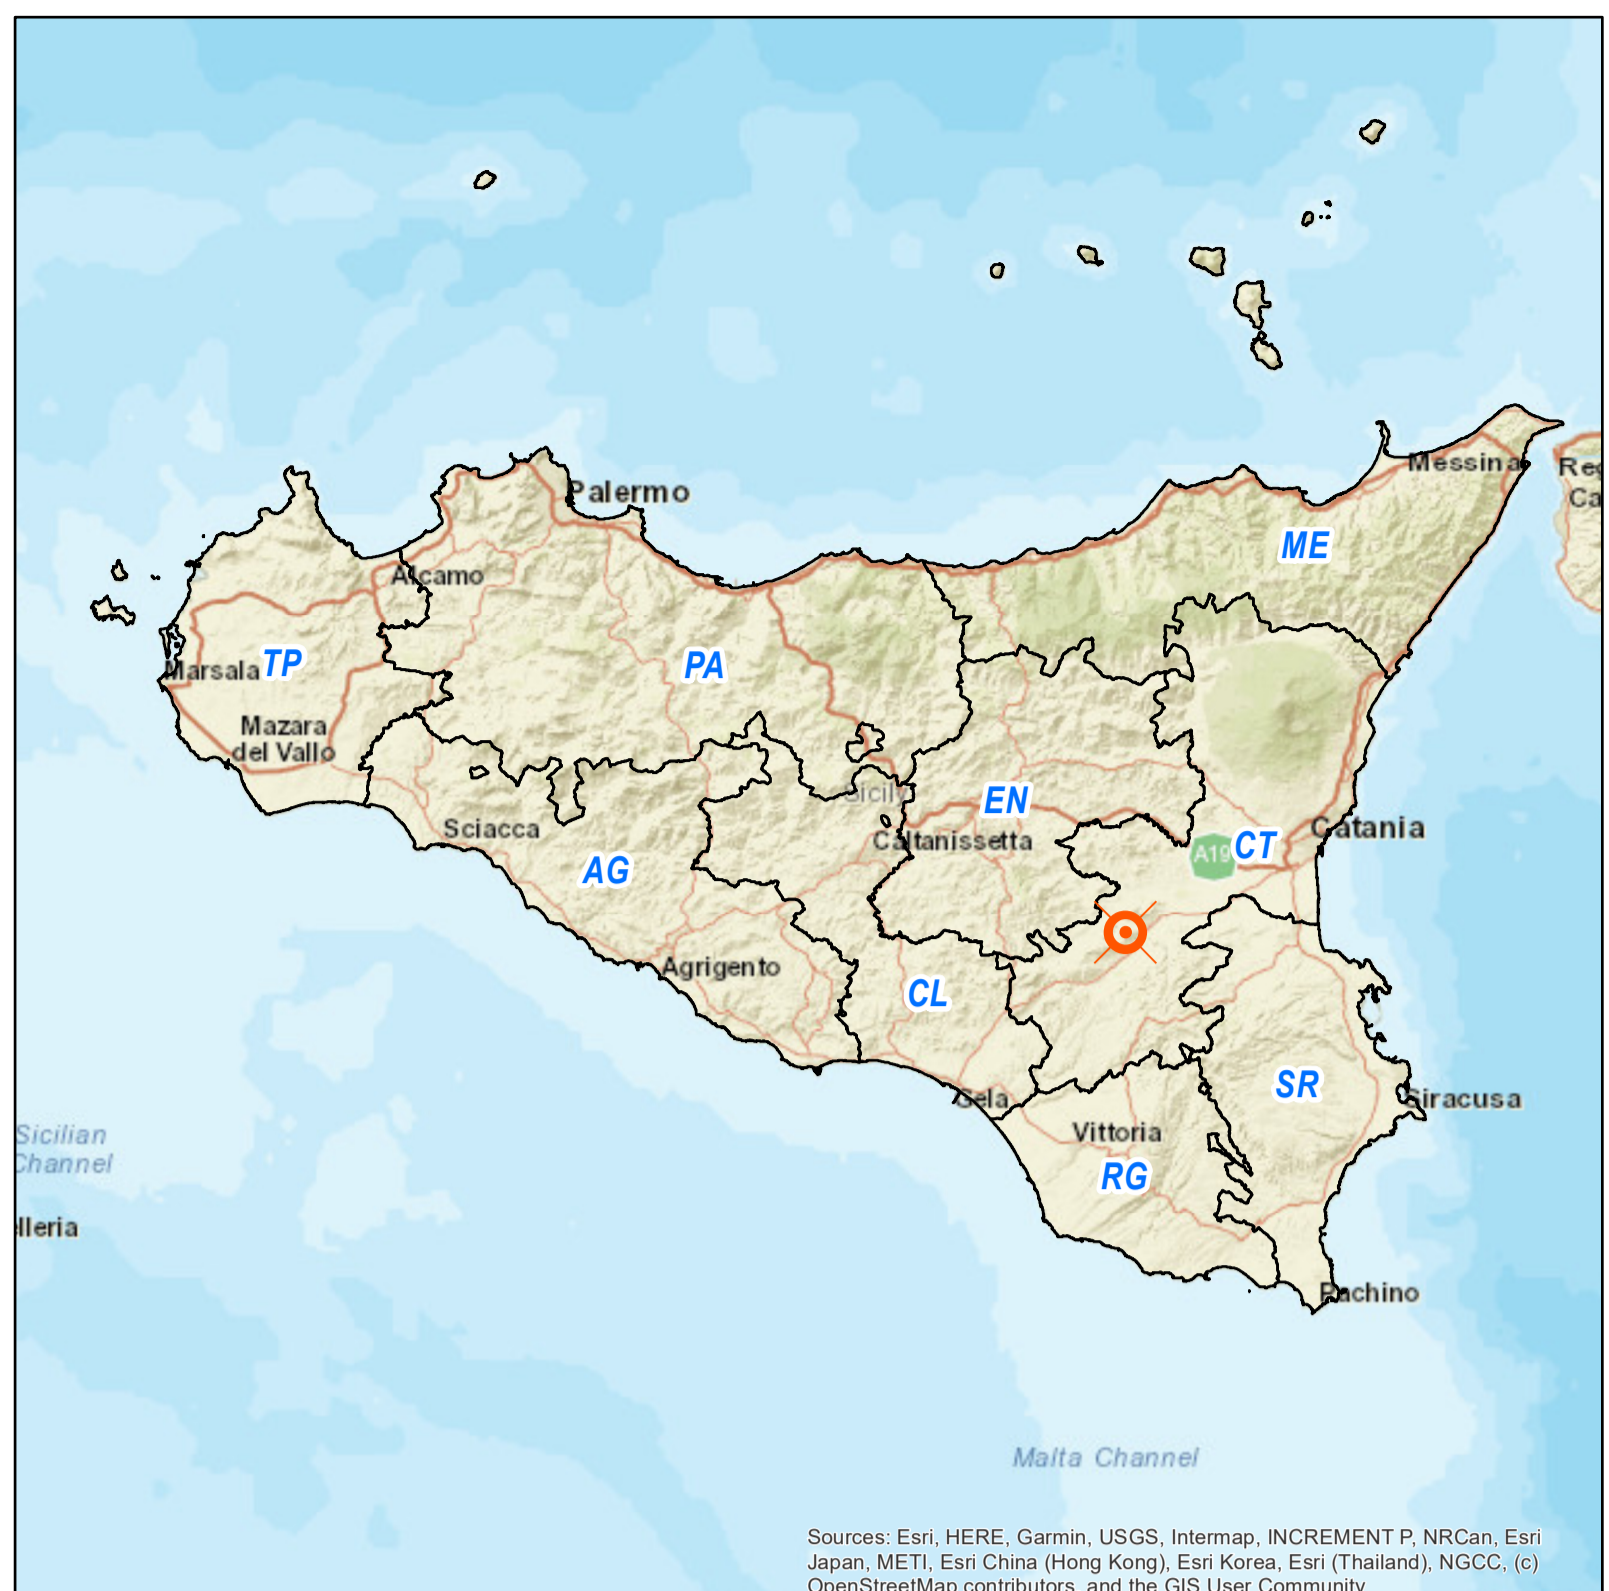 Messina
Reg
Ca
Palermo
ME
Alcamo
TP
Marsala
PA
Mazara
del Vallo
Sicily
EN
Sciacca
Caltanissetta
A19
CT
Catania
AG
Agrigento
CL
SR
Gela
Siracusa
Vittoria
Sicilian
Channel
RG
elleria
Pachino
Malta Channel
Sources: Esri, HERE, Garmin, USGS, Intermap, INCREMENT P, NRCan, Esri
Japan, METI, Esri China (Hong Kong), Esri Korea, Esri (Thailand), NGCC, (c)
OpenStreetMap contributors, and the GIS User Community